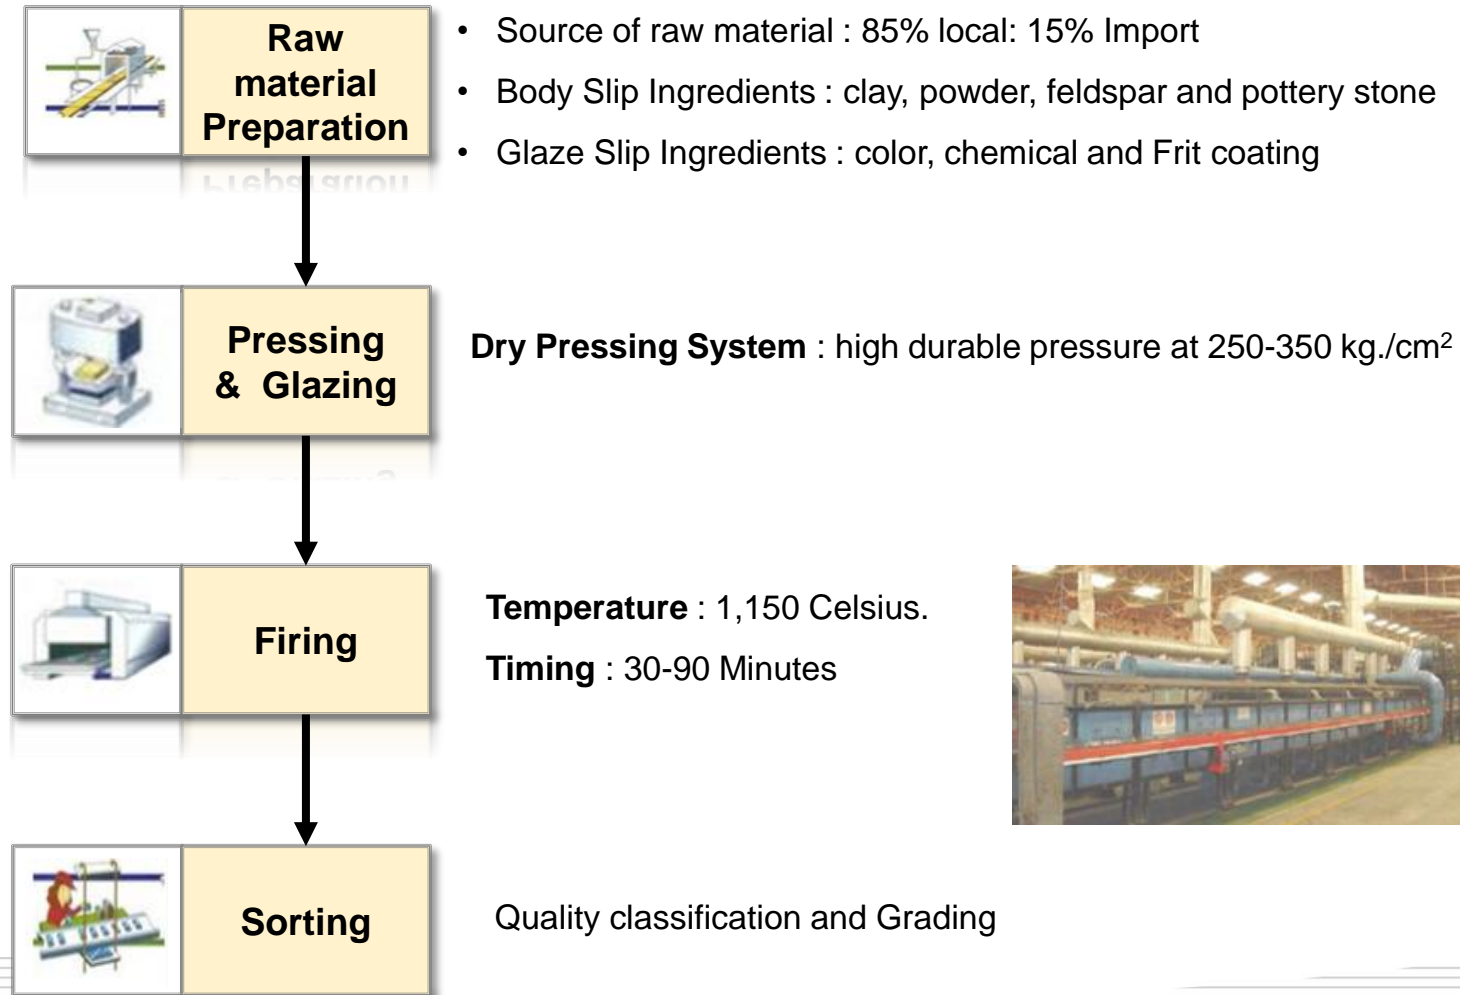 Raw
material
Preparation
• Source of raw material : 85% local: 15% Import
• Body Slip Ingredients : clay, powder, feldspar and pottery stone
• Glaze Slip Ingredients : color, chemical and Frit coating
Pressing
& Glazing
Dry Pressing System : high durable pressure at 250-350 kg./cm²
Firing
Temperature : 1,150 Celsius.
Timing : 30-90 Minutes
Sorting
Quality classification and Grading